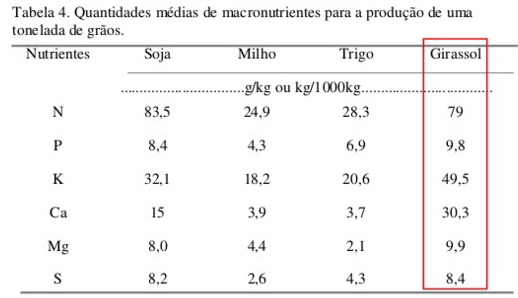 Tabela 4. Quantidades médias de macronutrientes para a produção de uma
tonelada de grãos.
Nutrientes Soja Milho Trigo Girassol
................................g/kg ou kg/1000kg..................................
N 83,5 24,9 28,3 79
P 8,4 4,3 6,9 9,8
K 32,1 18,2 20,6 49,5
Ca 15 3,9 3,7 30,3
Mg 8,0 4,4 2,1 9,9
S 8,2 2,6 4,3 8,4